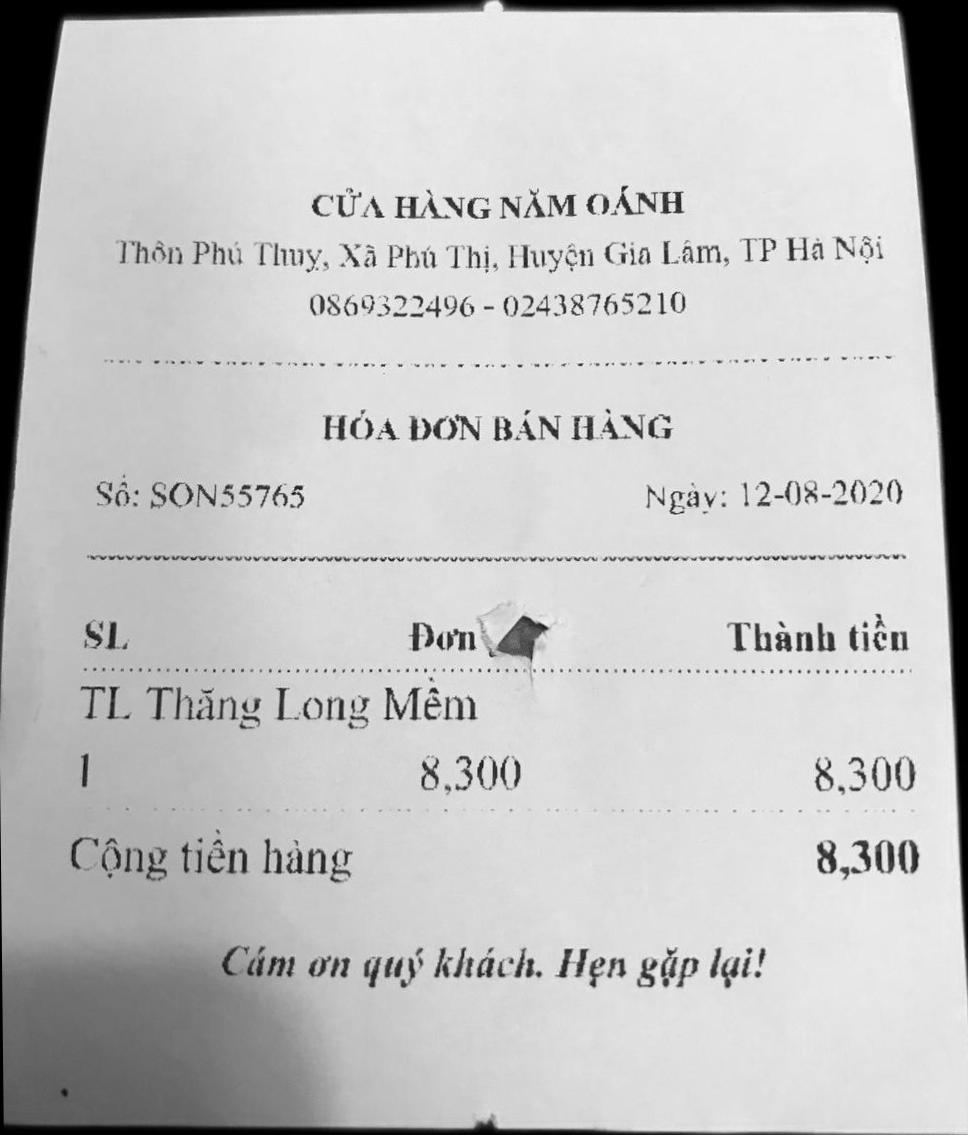 CỬA HÀNG NĂM OÁNH
Thôn Phú Thuỵ, Xã Phú Thị, Huyện Gia Lâm, TP Hà Nội
0869322496 - 02438765210
HÓA ĐƠN BÁN HÀNG
Số: SON55765 Ngày: 12-08-2020
SL Đơn Thành tiền
TL Thăng Long Mềm
1 8,300 8,300
Cộng tiền hàng 8,300
Cám ơn quý khách. Hẹn gặp lại!